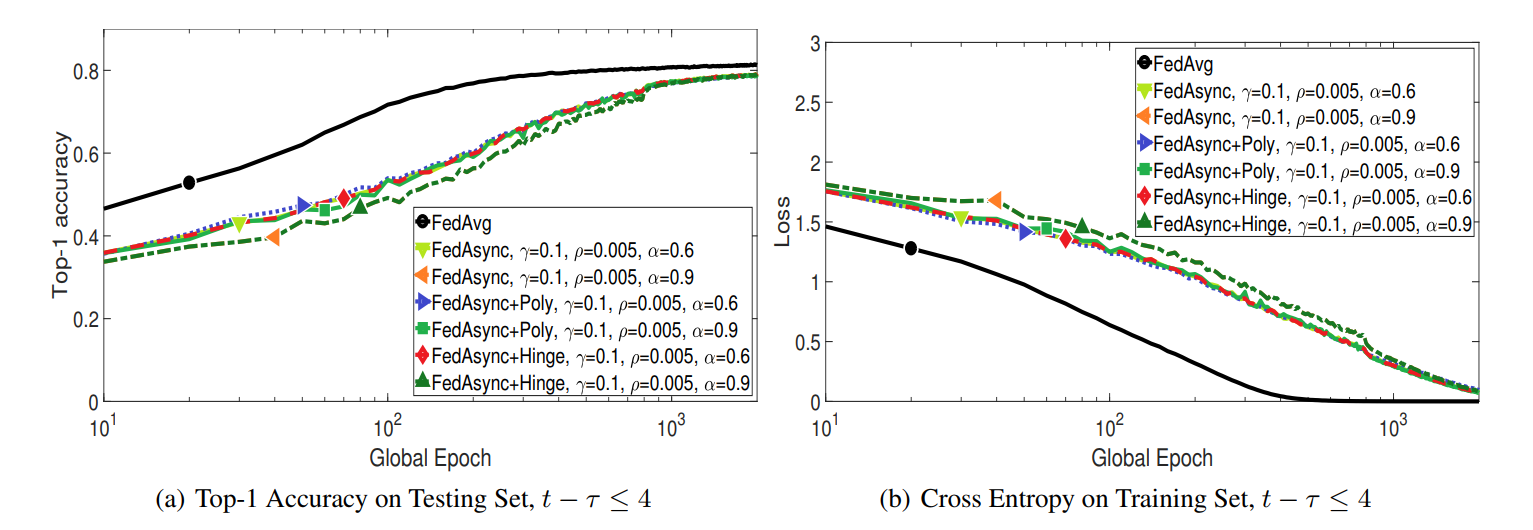 Top-1 accuracy
0.8
0.6
0.4
0.2
0
10^1
10^2
10^3
Global Epoch
FedAvg
FedAsync, γ=0.1, ρ=0.005, α=0.6
FedAsync, γ=0.1, ρ=0.005, α=0.9
FedAsync+Poly, γ=0.1, ρ=0.005, α=0.6
FedAsync+Poly, γ=0.1, ρ=0.005, α=0.9
FedAsync+Hinge, γ=0.1, ρ=0.005, α=0.6
FedAsync+Hinge, γ=0.1, ρ=0.005, α=0.9
(a) Top-1 Accuracy on Testing Set, t − τ ≤ 4
Loss
3
2.5
2
1.5
1
0.5
0
10^1
10^2
10^3
Global Epoch
FedAvg
FedAsync, γ=0.1, ρ=0.005, α=0.6
FedAsync, γ=0.1, ρ=0.005, α=0.9
FedAsync+Poly, γ=0.1, ρ=0.005, α=0.6
FedAsync+Poly, γ=0.1, ρ=0.005, α=0.9
FedAsync+Hinge, γ=0.1, ρ=0.005, α=0.6
FedAsync+Hinge, γ=0.1, ρ=0.005, α=0.9
(b) Cross Entropy on Training Set, t − τ ≤ 4